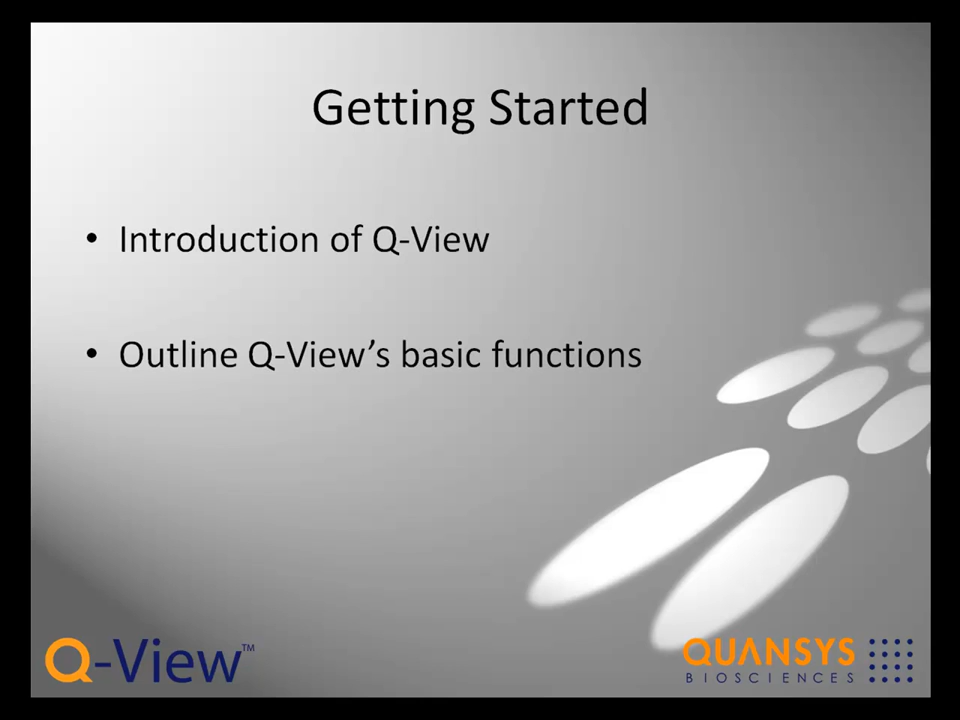 Getting Started
• Introduction of Q-View
• Outline Q-View’s basic functions
Q-View™
QUANSYS
BIOSCIENCES